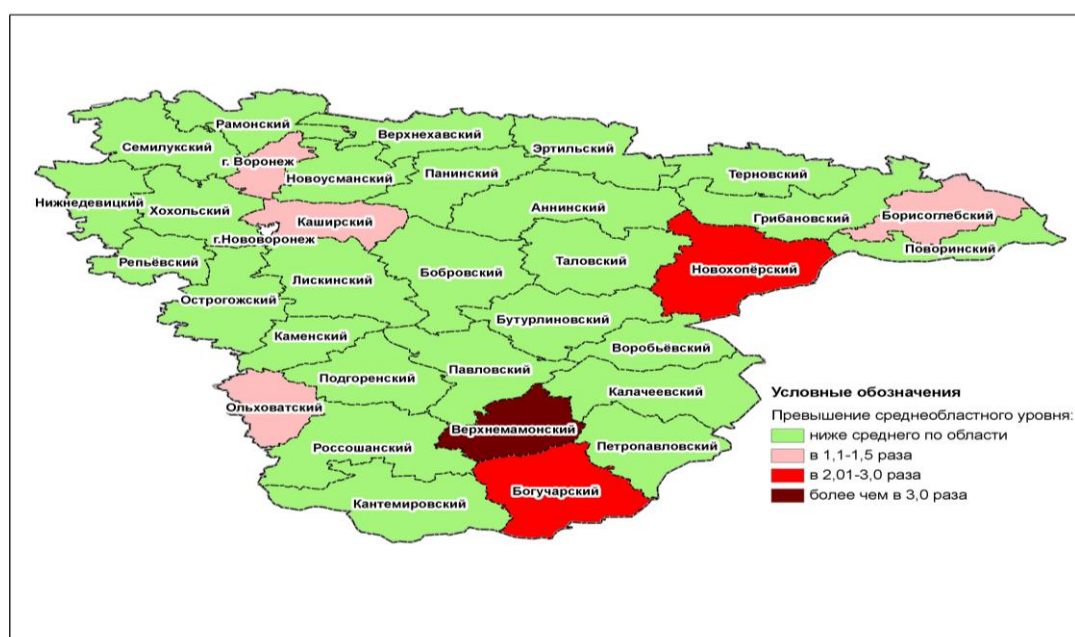 Рамонский
Верхнехавский
Семилукский
Эртильский
г. Воронеж
Новоусманский
Панинский
Терновский
Нижнедевицкий
Хохольский
Каширский
Аннинский
Грибановский
Борисоглебский
г.Нововоронеж
Поворинский
Репьёвский
Бобровский
Таловский
Новохопёрский
Лискинский
Острогожский
Бутурлиновский
Каменский
Воробьёвский
Подгоренский
Павловский
Калачеевский
Ольховатский
Верхнемамонский
Россошанский
Петропавловский
Богучарский
Кантемировский
Условные обозначения
Превышение среднеобластного уровня:
ниже среднего по области
в 1,1-1,5 раза
в 2,01-3,0 раза
более чем в 3,0 раза